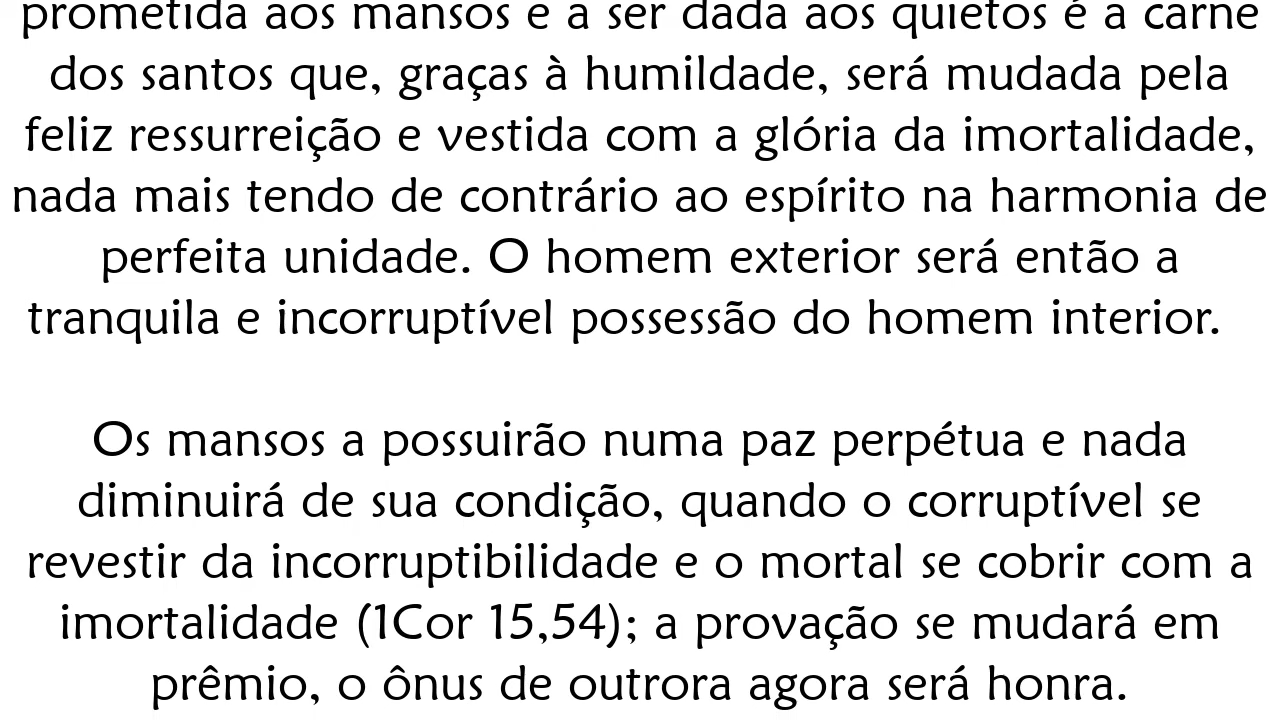 prometida aos mansos e a ser dada aos quietos é a carne
dos santos que, graças à humildade, será mudada pela
feliz ressurreição e vestida com a glória da imortalidade,
nada mais tendo de contrário ao espírito na harmonia de
perfeita unidade. O homem exterior será então a
tranquila e incorruptível possessão do homem interior.
Os mansos a possuirão numa paz perpétua e nada
diminuirá de sua condição, quando o corruptível se
revestir da incorruptibilidade e o mortal se cobrir com a
imortalidade (1Cor 15,54); a provação se mudará em
prêmio, o ônus de outrora agora será honra.